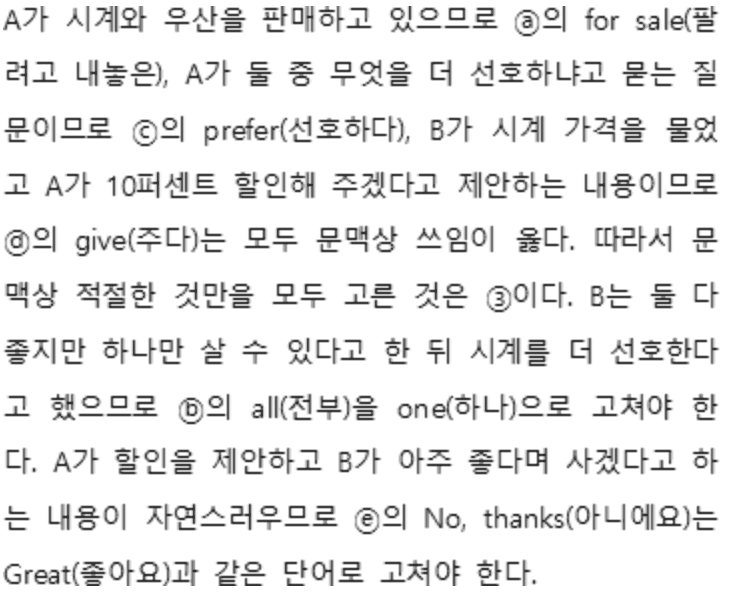 A가 시계와 우산을 판매하고 있으므로 ⓐ의 for sale(팔
려고 내놓은), A가 둘 중 무엇을 더 선호하냐고 묻는 질
문이므로 ⓒ의 prefer(선호하다), B가 시계 가격을 물었
고 A가 10퍼센트 할인해 주겠다고 제안하는 내용이므로
ⓓ의 give(주다)는 모두 문맥상 쓰임이 옳다. 따라서 문
맥상 적절한 것만을 모두 고른 것은 ③이다. B는 둘 다
좋지만 하나만 살 수 있다고 한 뒤 시계를 더 선호한다
고 했으므로 ⓑ의 all(전부)을 one(하나)으로 고쳐야 한
다. A가 할인을 제안하고 B가 아주 좋다며 사겠다고 하
는 내용이 자연스러우므로 ⓔ의 No, thanks(아니에요)는
Great(좋아요)과 같은 단어로 고쳐야 한다.